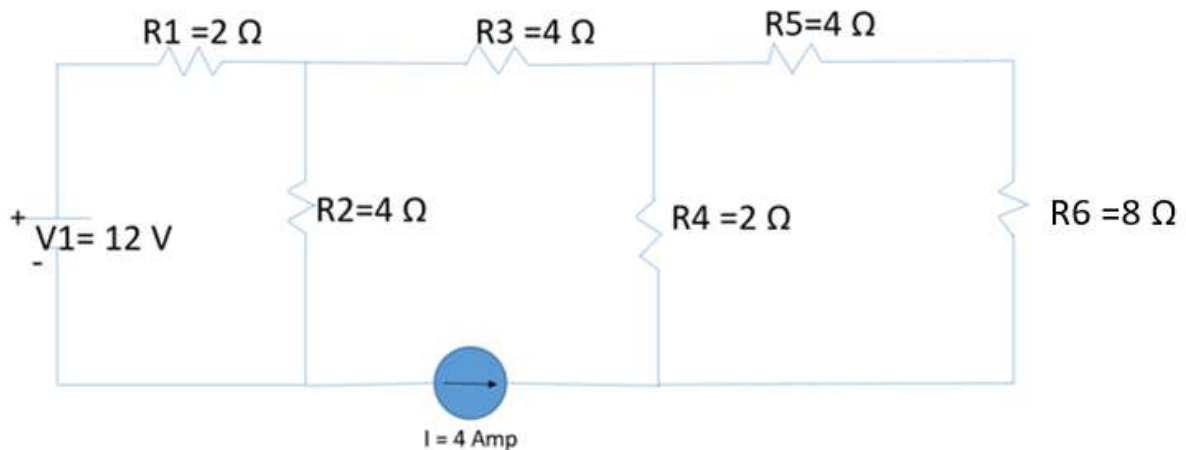 R1 =2 Ω
R3 =4 Ω
R5=4 Ω
R2=4 Ω
R4 =2 Ω
R6 =8 Ω
+
V1= 12 V
-
I = 4 Amp